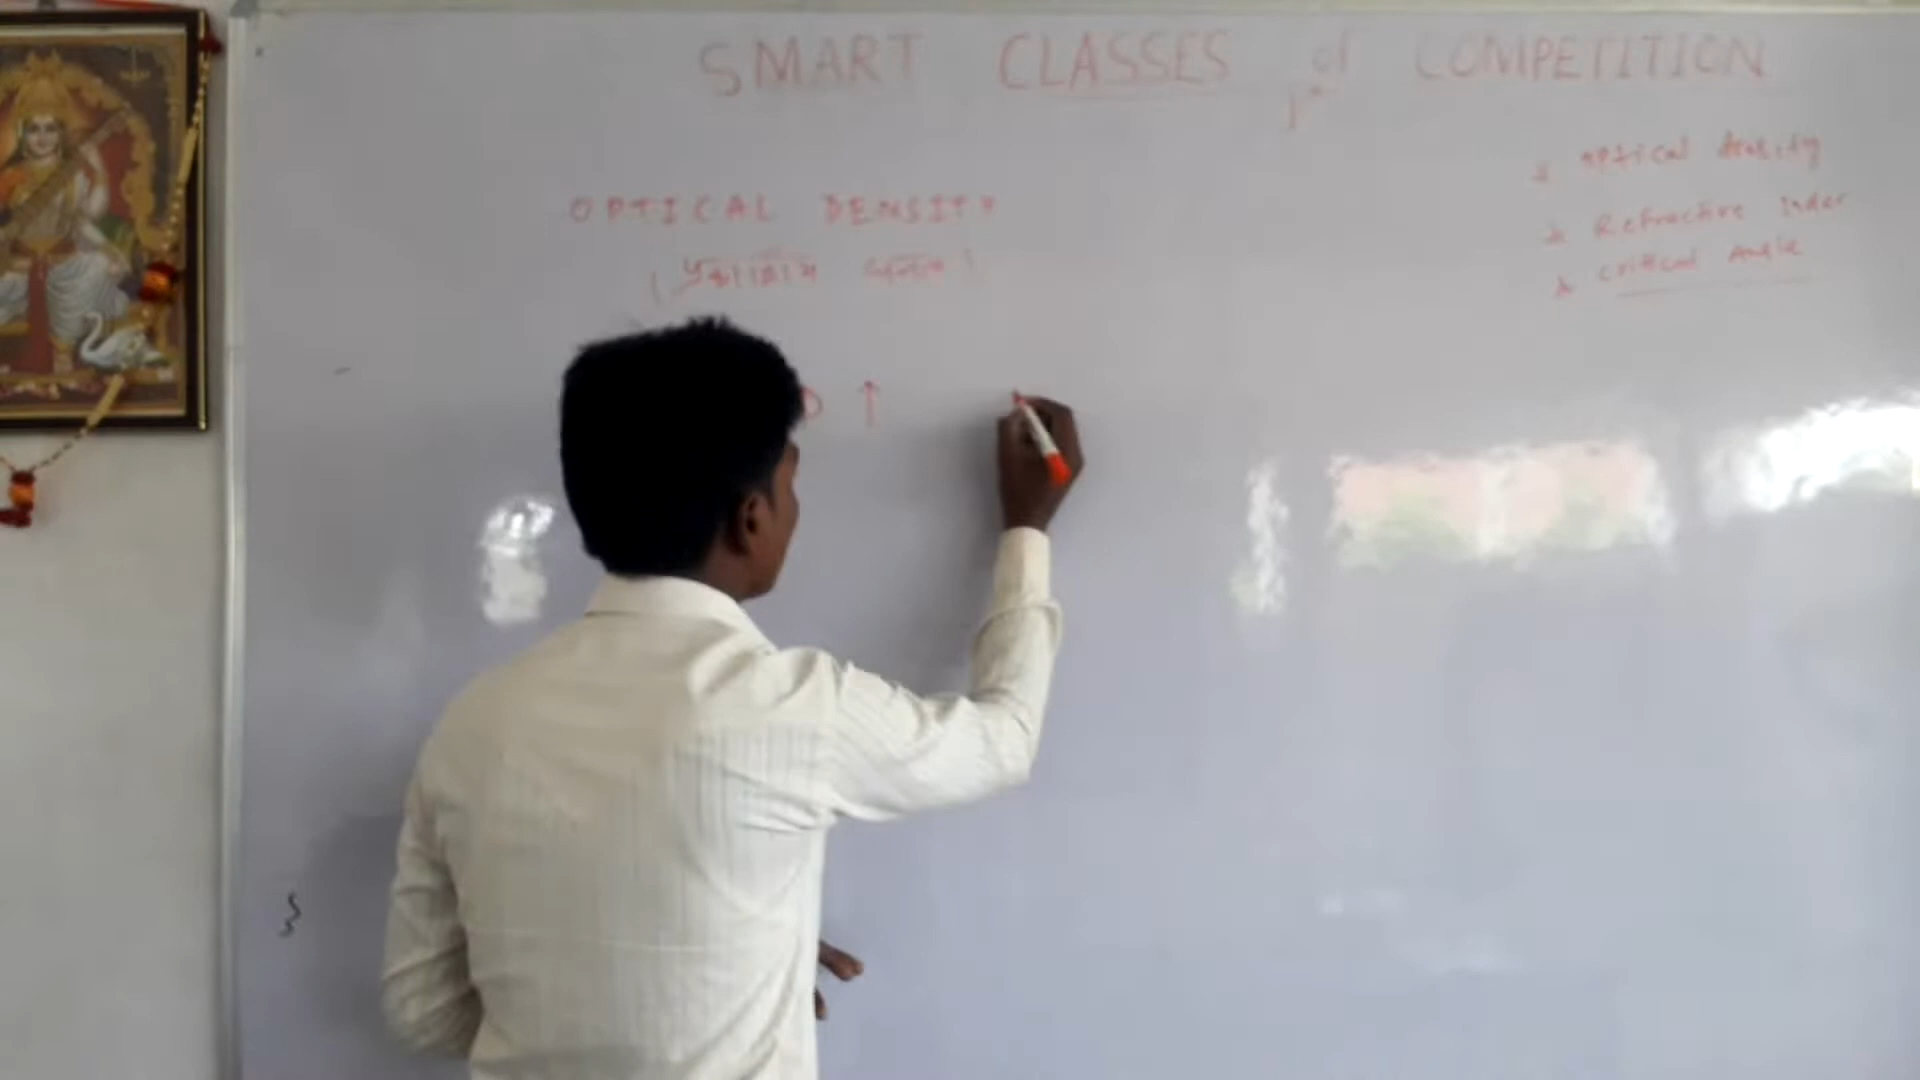 SMART CLASSES of COMPETITION
OPTICAL DENSITY
( प्रकाशिय घनत्व )
D ↑
1 optical density
2 Refractive Index
3 critical Angle